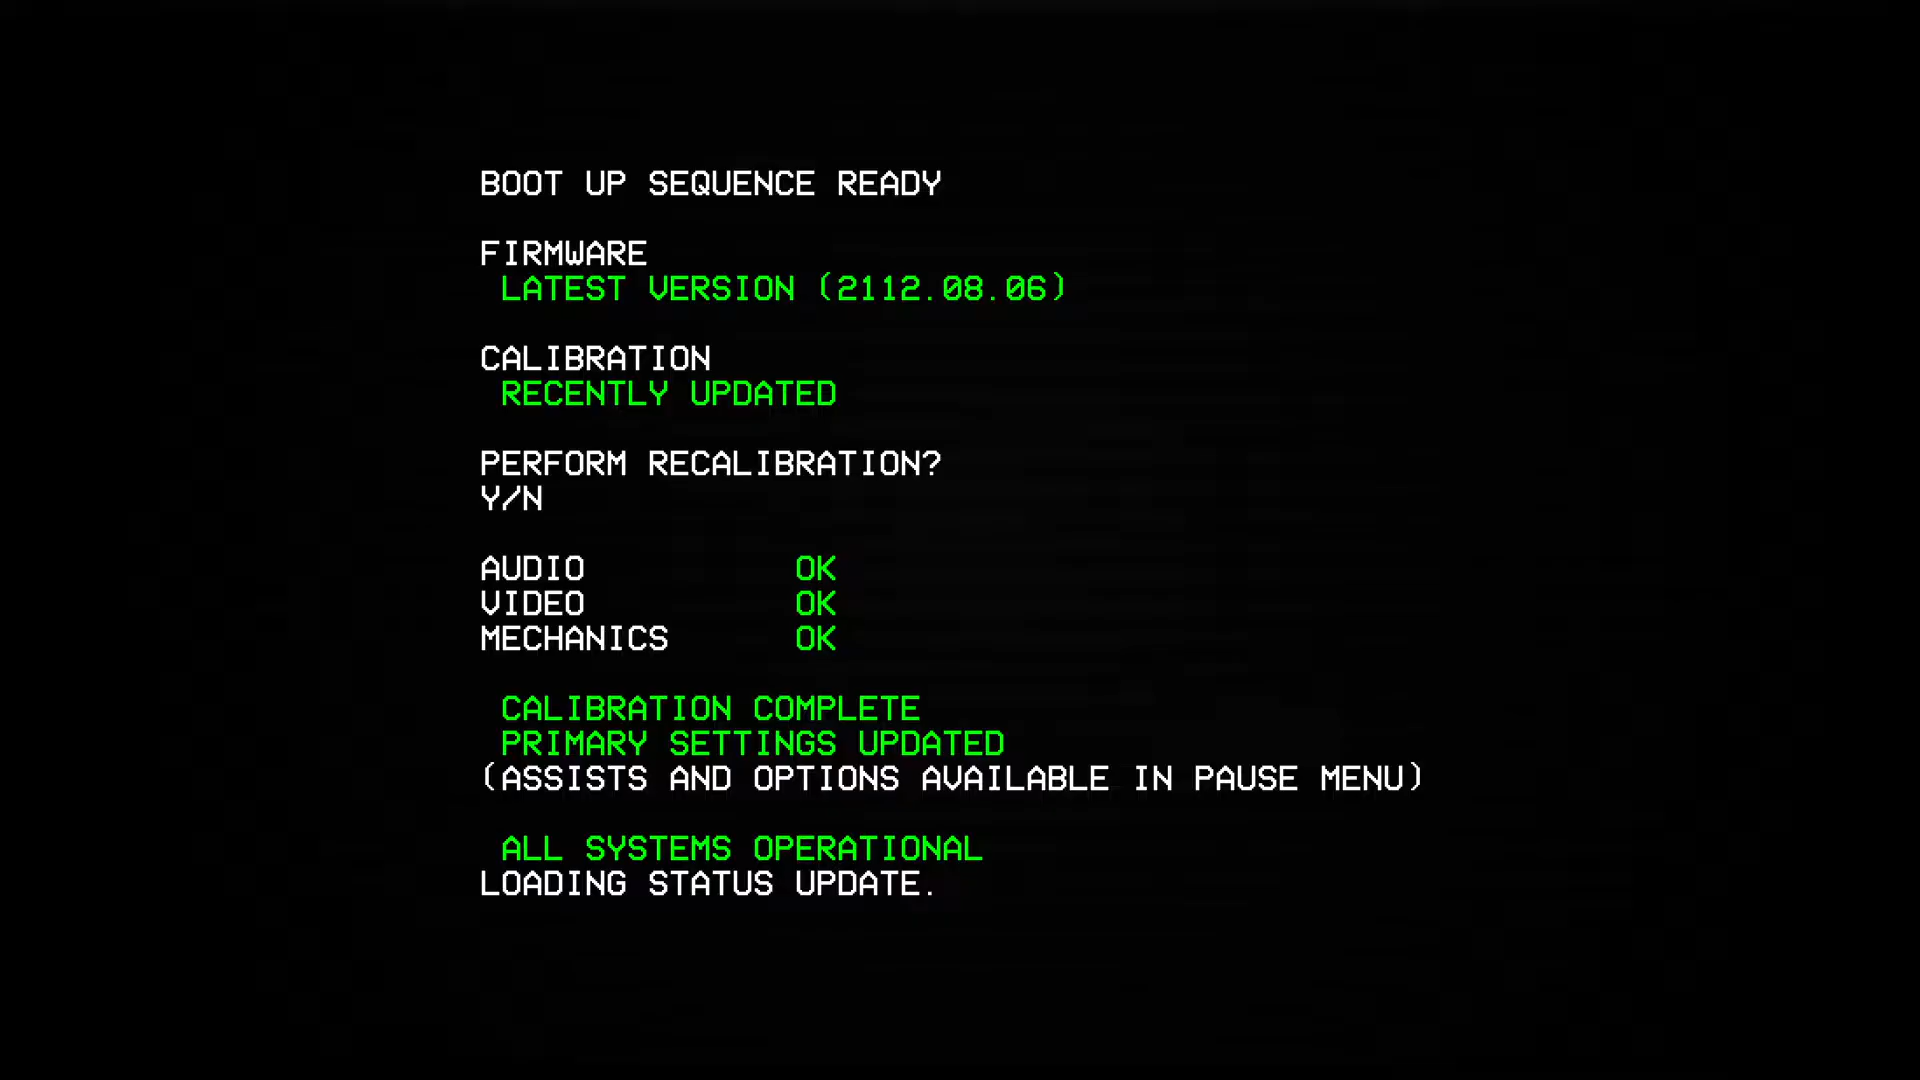 BOOT UP SEQUENCE READY
FIRMWARE
LATEST VERSION (2112.08.06)
CALIBRATION
RECENTLY UPDATED
PERFORM RECALIBRATION?
Y/N
AUDIO OK
VIDEO OK
MECHANICS OK
CALIBRATION COMPLETE
PRIMARY SETTINGS UPDATED
(ASSISTS AND OPTIONS AVAILABLE IN PAUSE MENU)
ALL SYSTEMS OPERATIONAL
LOADING STATUS UPDATE.